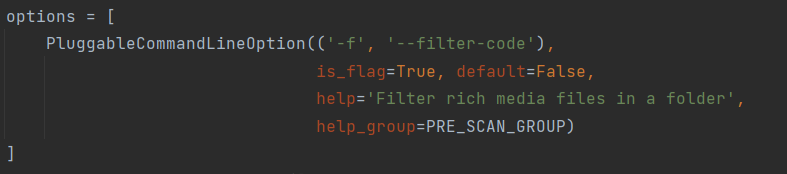 options = [
    PluggableCommandLineOption(('-f', '--filter-code'),
                               is_flag=True, default=False,
                               help='Filter rich media files in a folder',
                               help_group=PRE_SCAN_GROUP)
]